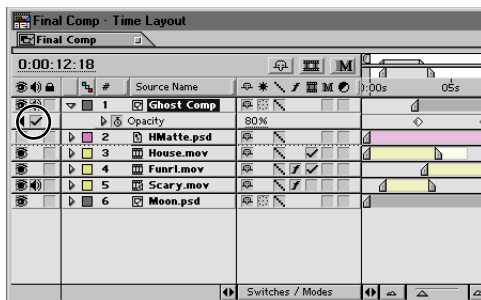 Final Comp · Time Layout
Final Comp
0:00:12:18 M
# Source Name M :00s 05s
1 Ghost Comp
Opacity 80%
2 HMatte.psd
3 House.mov
4 Funrl.mov
5 Scary.mov
6 Moon.psd
Switches / Modes